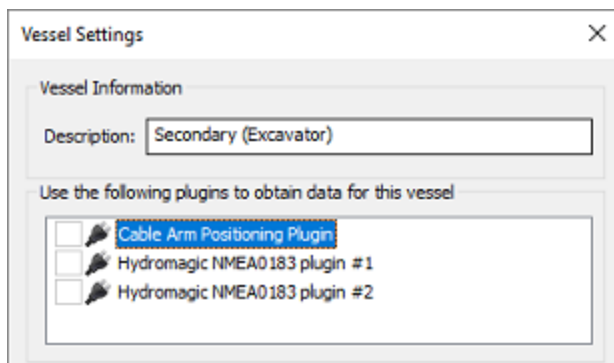 Vessel Settings
Vessel Information
Description: Secondary (Excavator)
Use the following plugins to obtain data for this vessel
Cable Arm Positioning Plugin
Hydromagic NMEA0183 plugin #1
Hydromagic NMEA0183 plugin #2